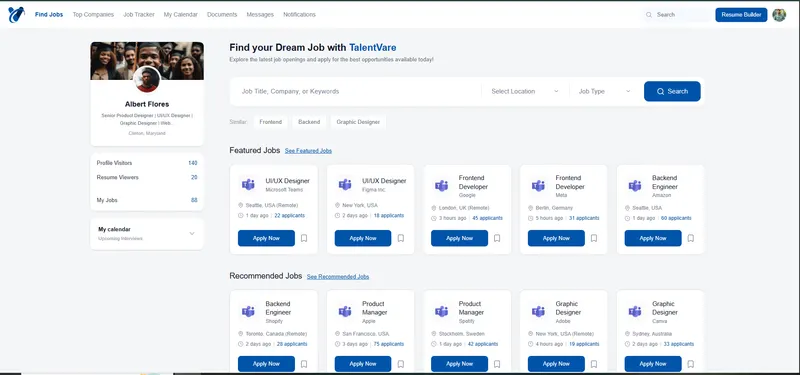 Find Jobs
Top Companies
Job Tracker
My Calendar
Documents
Messages
Notifications
Search
Resume Builder
Albert Flores
Senior Product Designer | UI/UX Designer |
Graphic Designer | Web..
Clinton, Maryland
Profile Visitors 140
Resume Viewers 20
My Jobs 88
My calendar
Upcoming Interviews
Find your Dream Job with TalentVare
Explore the latest job openings and apply for the best opportunities available today!
Job Title, Company, or Keywords
Select Location
Job Type
Search
Similar:
Frontend
Backend
Graphic Designer
Featured Jobs See Featured Jobs
UI/UX Designer
Microsoft Teams
Seattle, USA (Remote)
1 day ago | 22 applicants
Apply Now
UI/UX Designer
Figma Inc.
New York, USA
2 days ago | 18 applicants
Apply Now
Frontend
Developer
Google
London, UK (Remote)
3 hours ago | 45 applicants
Apply Now
Frontend
Developer
Meta
Berlin, Germany
5 hours ago | 31 applicants
Apply Now
Backend
Engineer
Amazon
Seattle, USA
1 day ago | 60 applicants
Apply Now
Recommended Jobs See Recommended Jobs
Backend
Engineer
Shopify
Toronto, Canada (Remote)
2 days ago | 28 applicants
Apply Now
Product
Manager
Apple
San Francisco, USA
3 days ago | 75 applicants
Apply Now
Product
Manager
Spotify
Stockholm, Sweden
1 day ago | 42 applicants
Apply Now
Graphic
Designer
Adobe
New York, USA (Remote)
4 hours ago | 19 applicants
Apply Now
Graphic
Designer
Canva
Sydney, Australia
2 days ago | 33 applicants
Apply Now